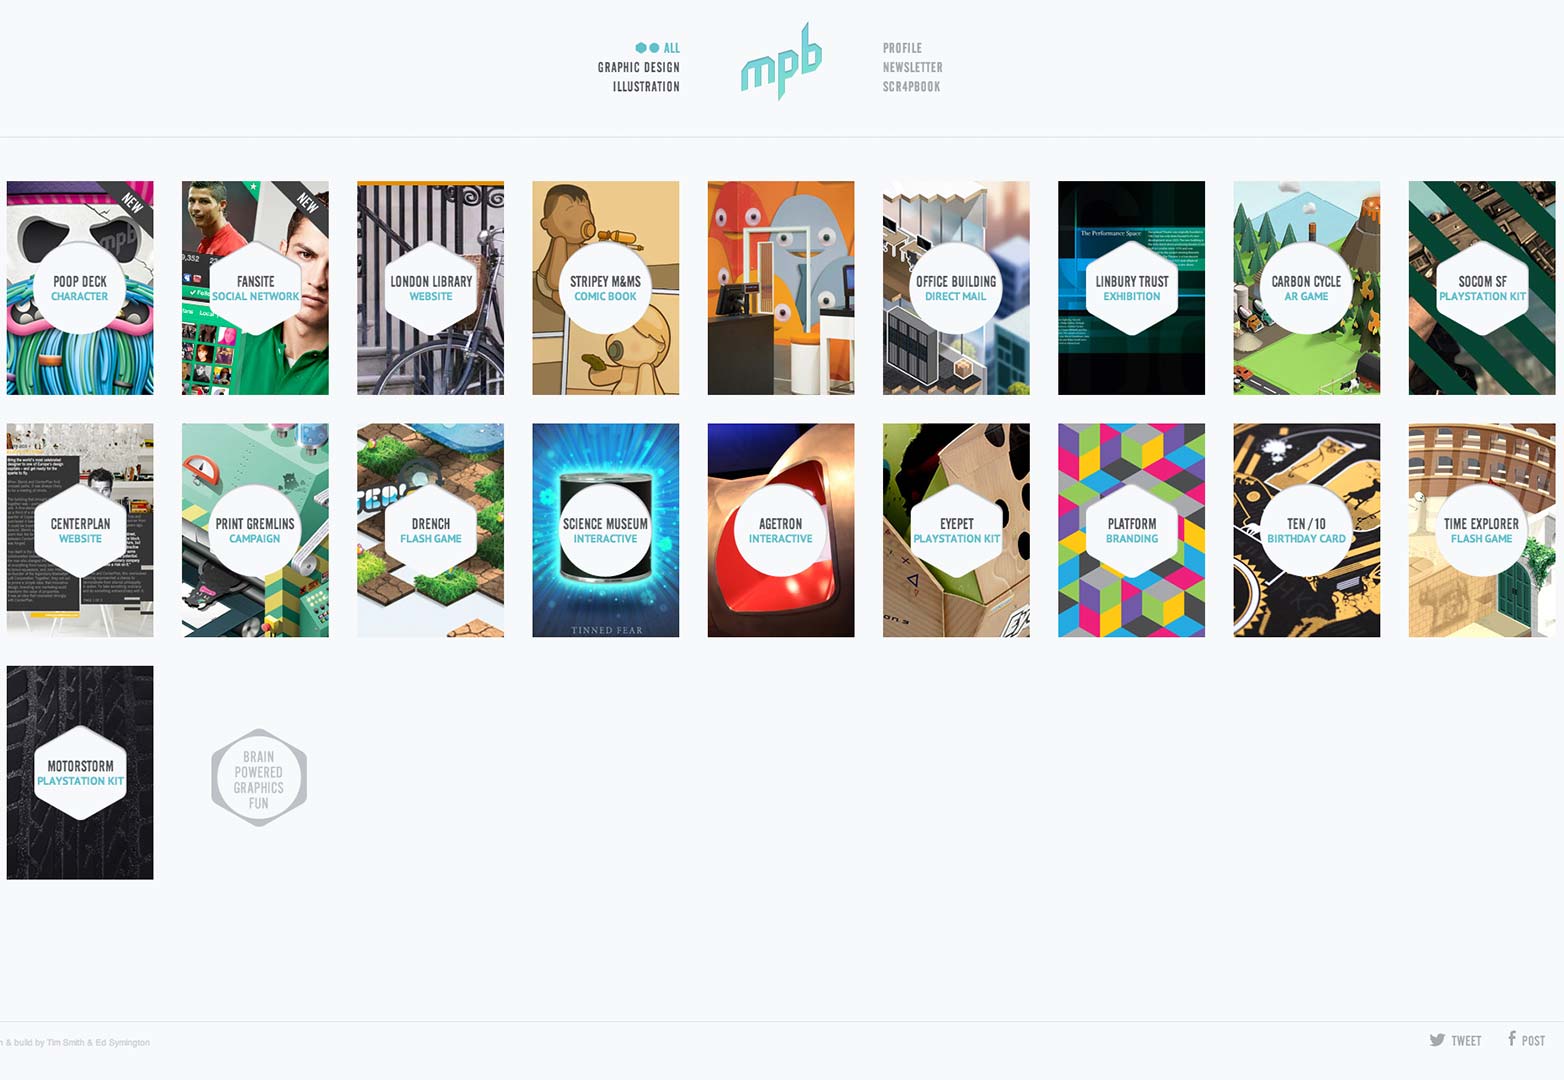 ALL
GRAPHIC DESIGN
ILLUSTRATION
mpb
PROFILE
NEWSLETTER
SCR4PBOOK
NEW
mpb
POOP DECK
CHARACTER
NEW
FANSITE
SOCIAL NETWORK
LONDON LIBRARY
WEBSITE
STRIPEY M&MS
COMIC BOOK
OFFICE BUILDING
DIRECT MAIL
The Performance Space
LINBURY TRUST
EXHIBITION
CARBON CYCLE
AR GAME
SOCOM SF
PLAYSTATION KIT
CENTERPLAN
WEBSITE
PRINT GREMLINS
CAMPAIGN
DRENCH
FLASH GAME
SCIENCE MUSEUM
INTERACTIVE
TINNED FEAR
AGETRON
INTERACTIVE
EYEPET
PLAYSTATION KIT
PLATFORM
BRANDING
TEN / 10
BIRTHDAY CARD
TIME EXPLORER
FLASH GAME
MOTORSTORM
PLAYSTATION KIT
BRAIN
POWERED
GRAPHICS
FUN
& build by Tim Smith & Ed Symington
TWEET
POST